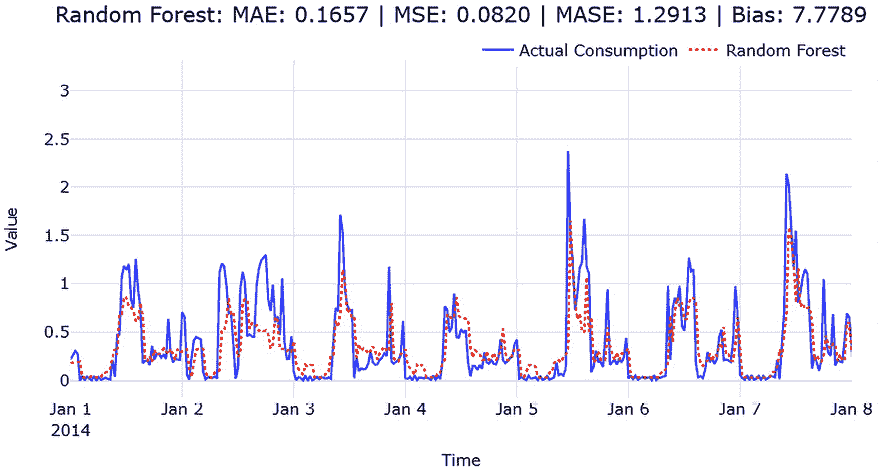 Random Forest: MAE: 0.1657 | MSE: 0.0820 | MASE: 1.2913 | Bias: 7.7789
Actual Consumption Random Forest
3
2.5
2
1.5
1
0.5
0
Value
Jan 1 Jan 2 Jan 3 Jan 4 Jan 5 Jan 6 Jan 7 Jan 8
2014
Time